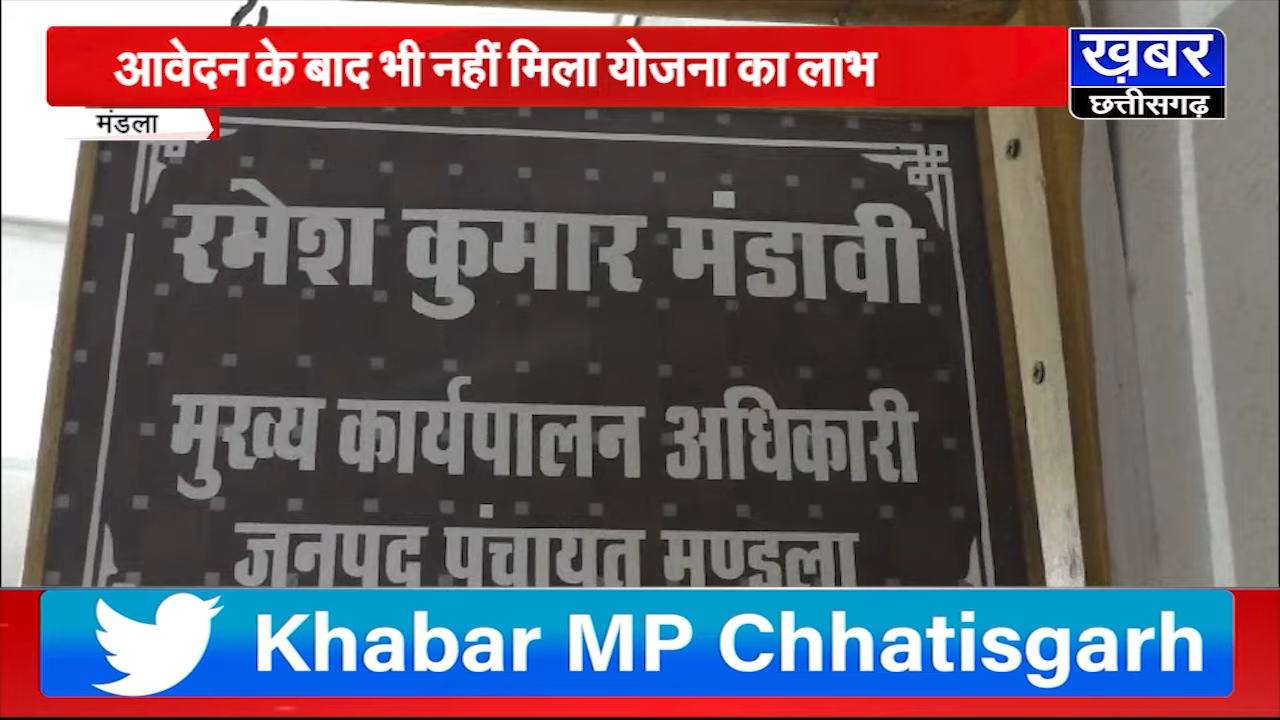 आवेदन के बाद भी नहीं मिला योजना का लाभ
ख़बर
छत्तीसगढ़
मंडला
रमेश कुमार मंडावी
मुख्य कार्यपालन अधिकारी
जनपद पंचायत मण्डला
Khabar MP Chhatisgarh